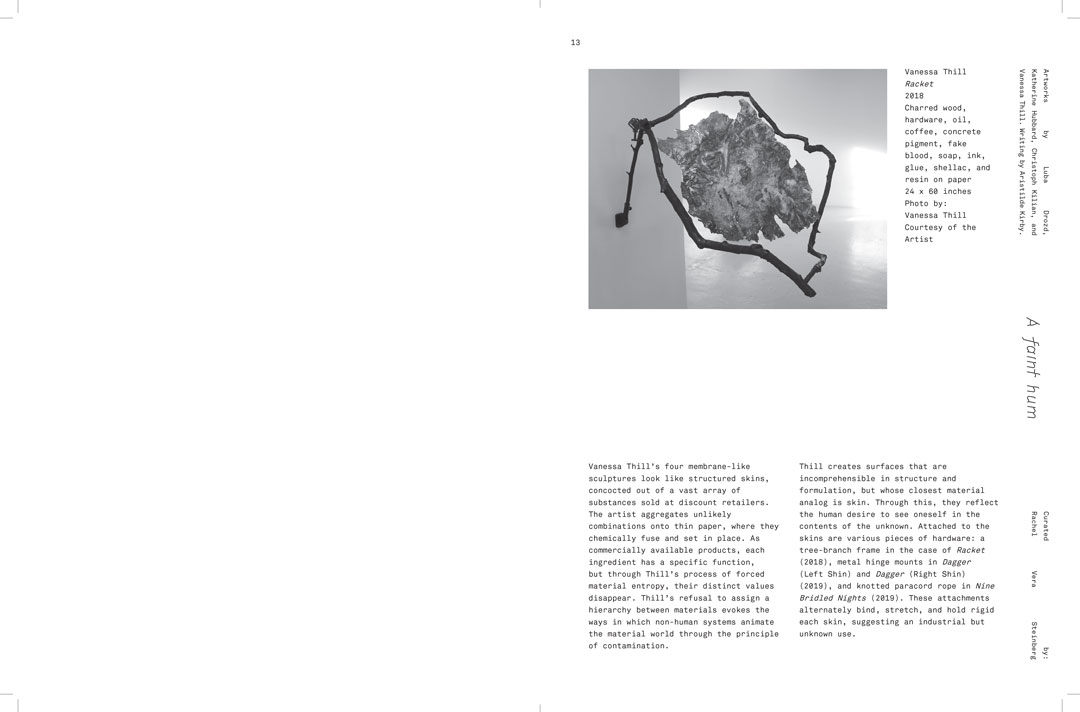 13
Vanessa Thill
Racket
2018
Charred wood,
hardware, oil,
coffee, concrete
pigment, fake
blood, soap, ink,
glue, shellac, and
resin on paper
24 x 60 inches
Photo by:
Vanessa Thill
Courtesy of the
Artist
Artworks by Luba Drozd,
Katherine Hubbard, Christoph Kilian, and
Vanessa Thill. Writing by Aristilde Kirby.
A faint hum
Vanessa Thill's four membrane-like
sculptures look like structured skins,
concocted out of a vast array of
substances sold at discount retailers.
The artist aggregates unlikely
combinations onto thin paper, where they
chemically fuse and set in place. As
commercially available products, each
ingredient has a specific function,
but through Thill's process of forced
material entropy, their distinct values
disappear. Thill's refusal to assign a
hierarchy between materials evokes the
ways in which non-human systems animate
the material world through the principle
of contamination.
Thill creates surfaces that are
incomprehensible in structure and
formulation, but whose closest material
analog is skin. Through this, they reflect
the human desire to see oneself in the
contents of the unknown. Attached to the
skins are various pieces of hardware: a
tree-branch frame in the case of Racket
(2018), metal hinge mounts in Dagger
(Left Shin) and Dagger (Right Shin)
(2019), and knotted paracord rope in Nine
Bridled Nights (2019). These attachments
alternately bind, stretch, and hold rigid
each skin, suggesting an industrial but
unknown use.
Curated by:
Rachel Vera Steinberg